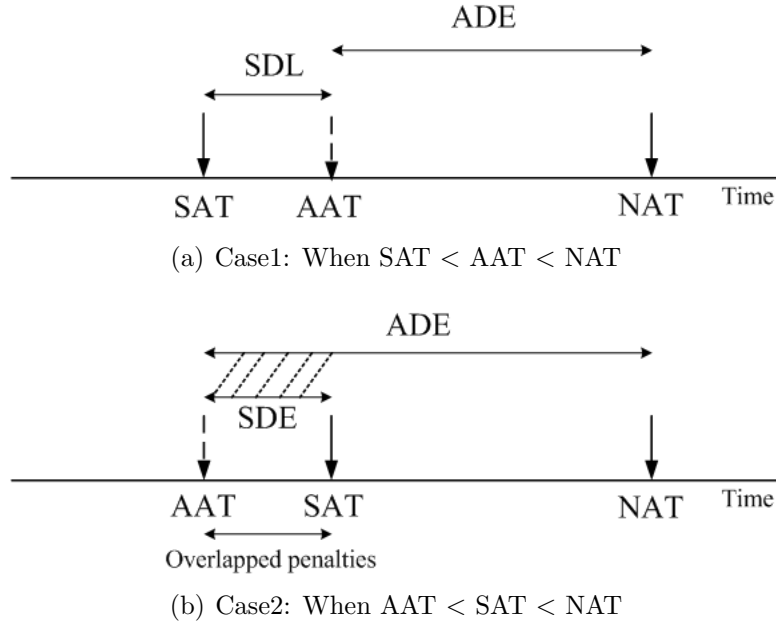 ADE
SDL
SAT AAT NAT Time
(a) Case1: When SAT < AAT < NAT
ADE
SDE
AAT SAT NAT Time
Overlapped penalties
(b) Case2: When AAT < SAT < NAT